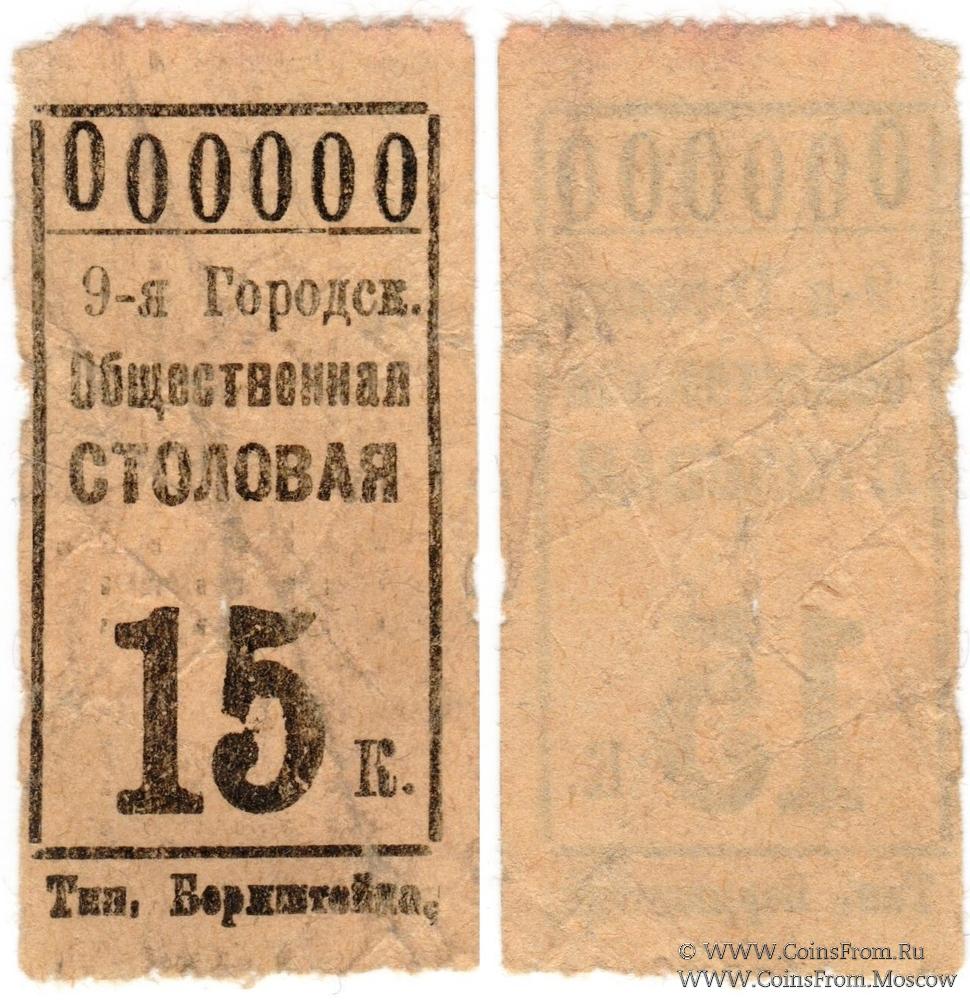 000000
9-я Городск.
Общественная
СТОЛОВАЯ
15 К.
Тип. Бернштейна.
© WWW.CoinsFrom.Ru
WWW.CoinsFrom.Moscow